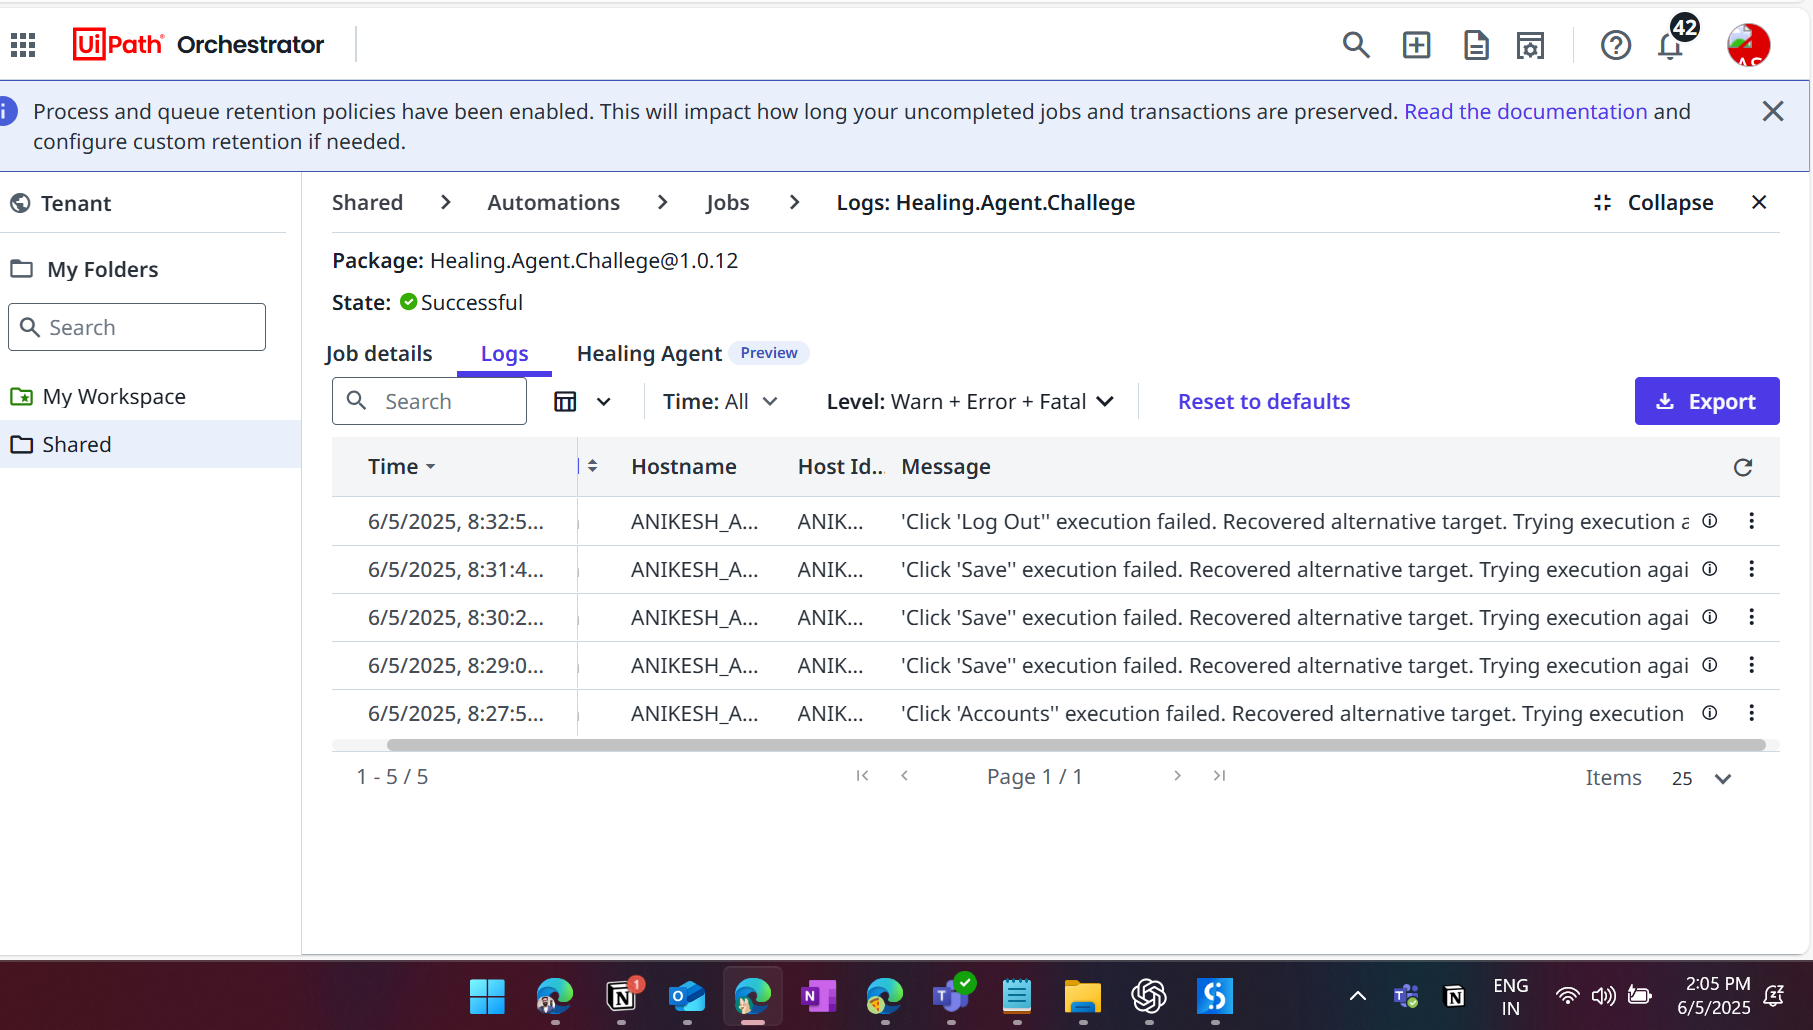 UiPath Orchestrator
42
Process and queue retention policies have been enabled. This will impact how long your uncompleted jobs and transactions are preserved. Read the documentation and
configure custom retention if needed.
Tenant
My Folders
Search
My Workspace
Shared
Shared > Automations > Jobs > Logs: Healing.Agent.Challege
Collapse
Package: Healing.Agent.Challege@1.0.12
State: Successful
Job details Logs Healing Agent Preview
Search Time: All Level: Warn + Error + Fatal Reset to defaults Export
Time Hostname Host Id... Message
6/5/2025, 8:32:5... ANIKESH_A... ANIK... 'Click 'Log Out'' execution failed. Recovered alternative target. Trying execution a
6/5/2025, 8:31:4... ANIKESH_A... ANIK... 'Click 'Save'' execution failed. Recovered alternative target. Trying execution agai
6/5/2025, 8:30:2... ANIKESH_A... ANIK... 'Click 'Save'' execution failed. Recovered alternative target. Trying execution agai
6/5/2025, 8:29:0... ANIKESH_A... ANIK... 'Click 'Save'' execution failed. Recovered alternative target. Trying execution agai
6/5/2025, 8:27:5... ANIKESH_A... ANIK... 'Click 'Accounts'' execution failed. Recovered alternative target. Trying execution
1 - 5 / 5 Page 1 / 1 Items 25
1
ENG
IN
2:05 PM
6/5/2025